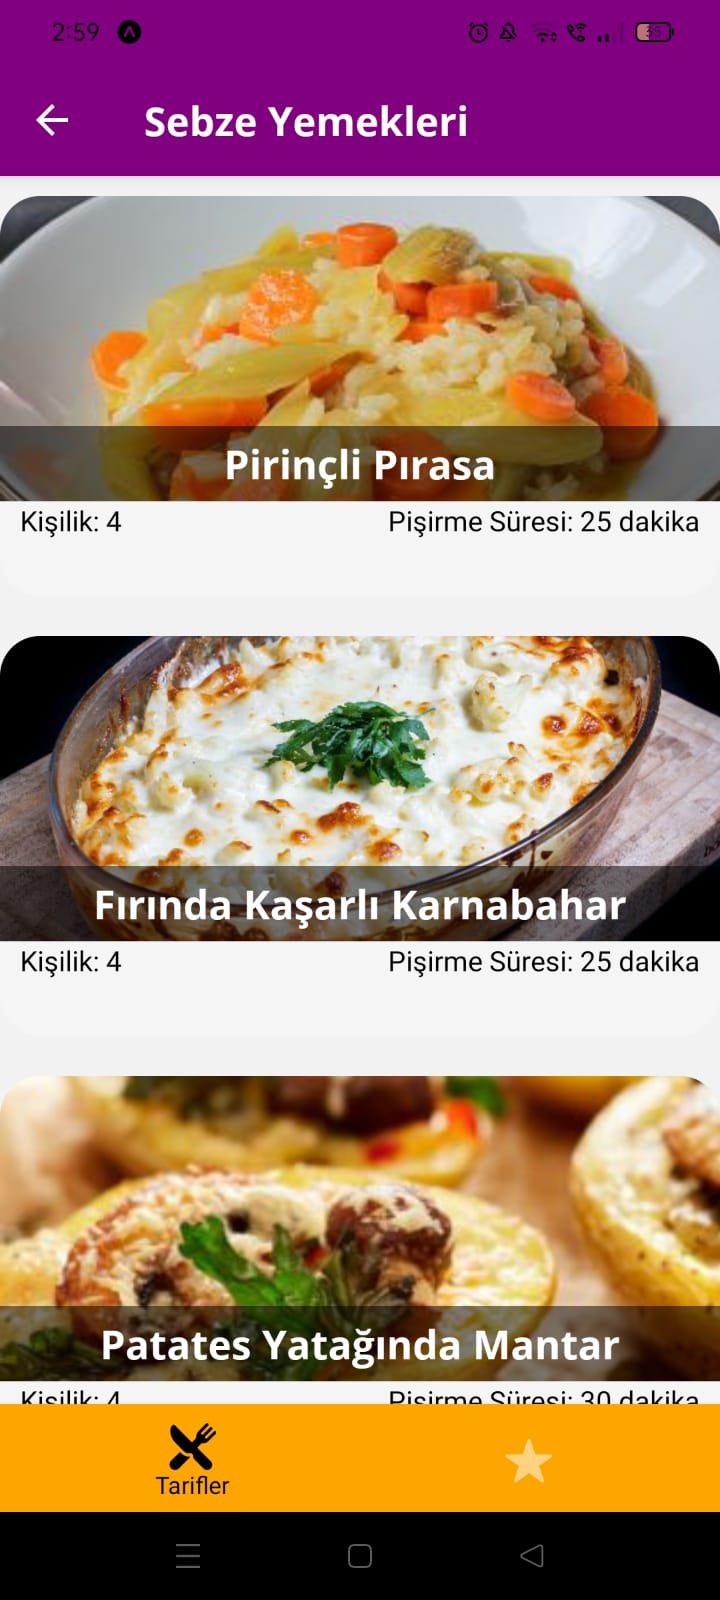 2:59
35
Sebze Yemekleri
Pirinçli Pırasa
Kişilik: 4
Pişirme Süresi: 25 dakika
Fırında Kaşarlı Karnabahar
Kişilik: 4
Pişirme Süresi: 25 dakika
Patates Yatağında Mantar
Kişilik: 4
Pişirme Süresi: 30 dakika
Tarifler